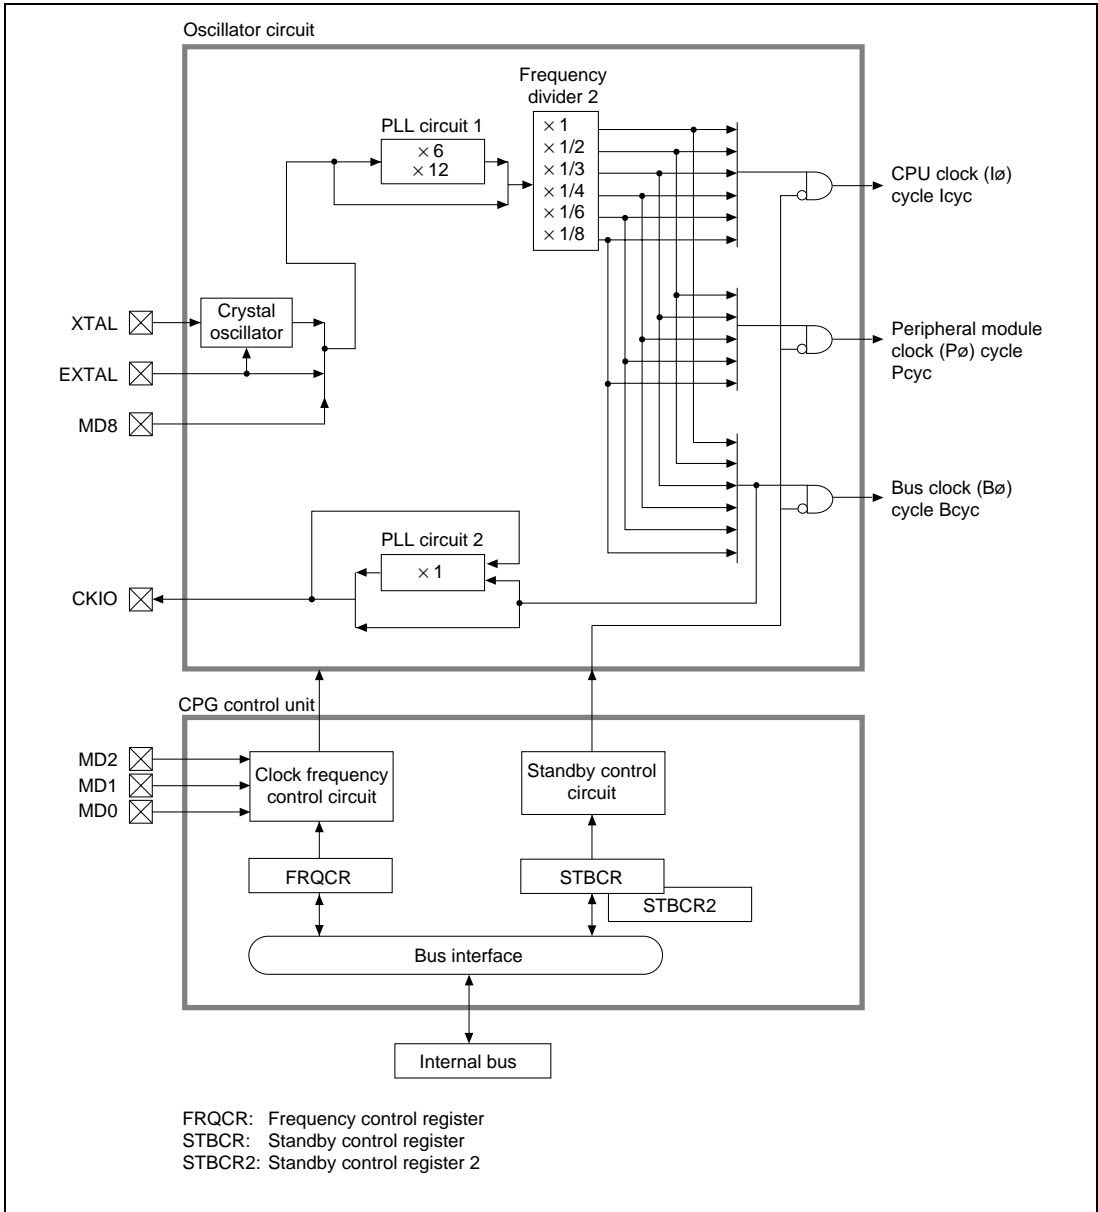 Oscillator circuit
Frequency
divider 2
PLL circuit 1
× 6
× 12
× 1
× 1/2
× 1/3
× 1/4
× 1/6
× 1/8
CPU clock (Iø)
cycle Icyc
XTAL
Crystal
oscillator
Peripheral module
clock (Pø) cycle
Pcyc
EXTAL
MD8
Bus clock (Bø)
cycle Bcyc
PLL circuit 2
× 1
CKIO
CPG control unit
MD2
MD1
MD0
Clock frequency
control circuit
Standby control
circuit
FRQCR
STBCR
STBCR2
Bus interface
Internal bus
FRQCR: Frequency control register
STBCR: Standby control register
STBCR2: Standby control register 2